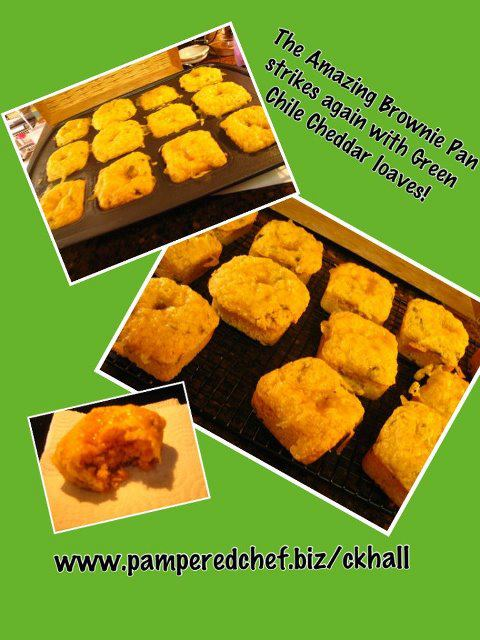 The Amazing Brownie Pan
strikes again with Green
Chile Cheddar loaves!
www.pamperedchef.biz/ckhall